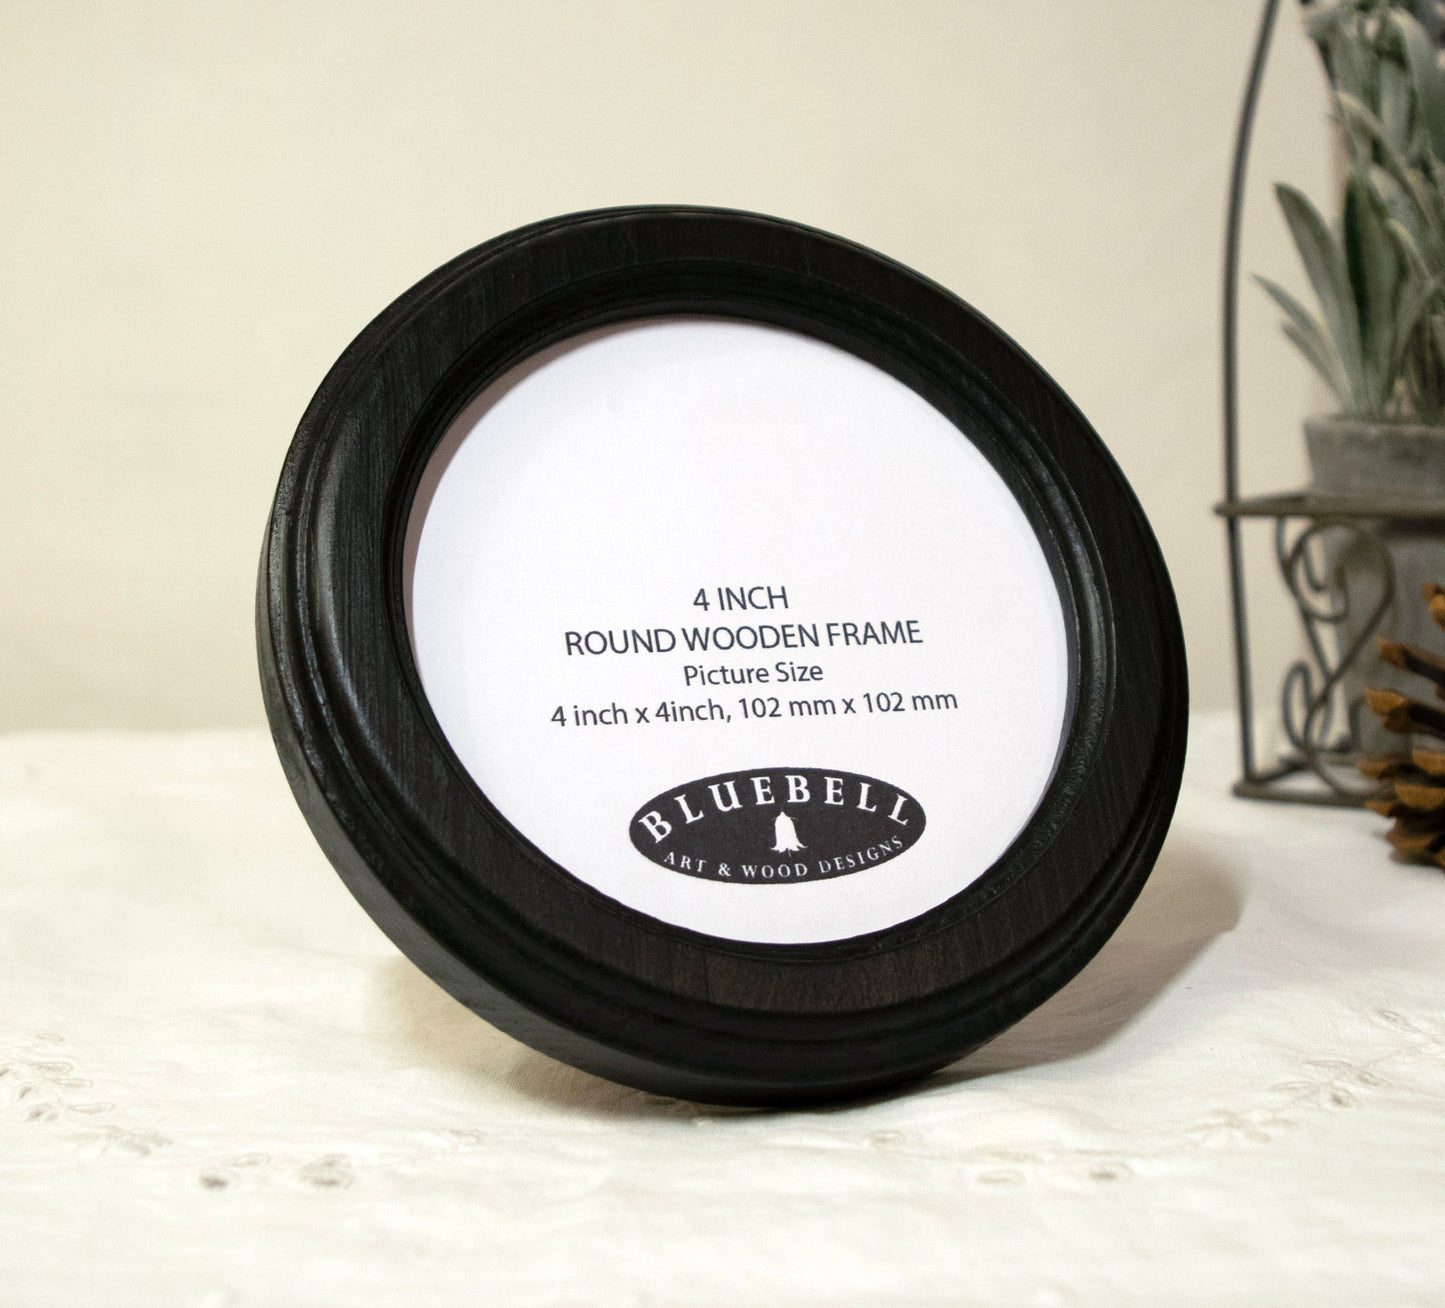 4 INCH
ROUND WOODEN FRAME
Picture Size
4 inch x 4inch, 102 mm x 102 mm
BLUEBELL
ART & WOOD DESIGNS